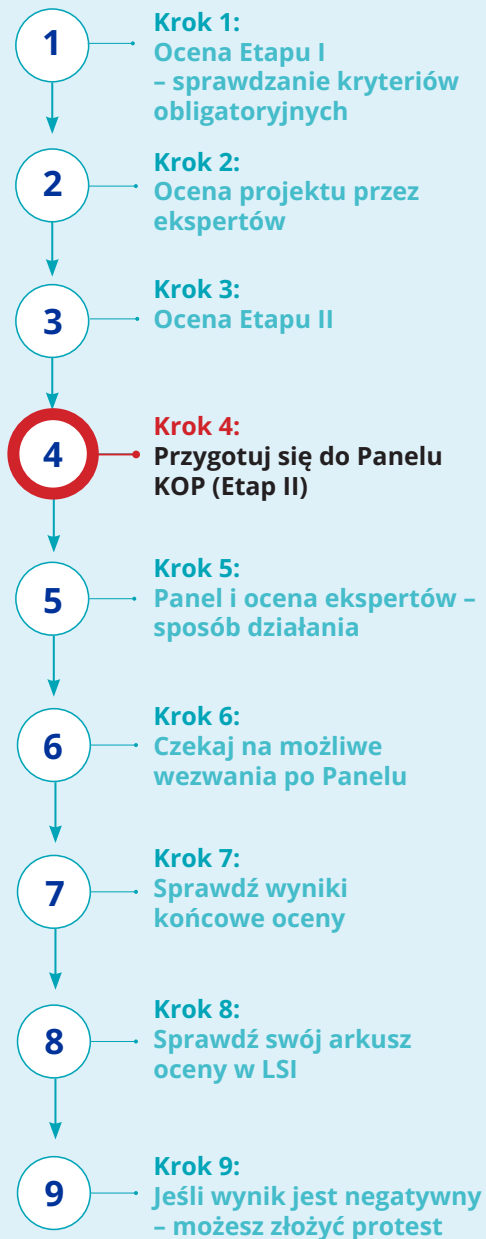 1
Krok 1:
Ocena Etapu I
– sprawdzanie kryteriów
obligatoryjnych
2
Krok 2:
Ocena projektu przez
ekspertów
3
Krok 3:
Ocena Etapu II
4
Krok 4:
Przygotuj się do Panelu
KOP (Etap II)
5
Krok 5:
Panel i ocena ekspertów –
sposób działania
6
Krok 6:
Czekaj na możliwe
wezwania po Panelu
7
Krok 7:
Sprawdź wyniki
końcowe oceny
8
Krok 8:
Sprawdź swój arkusz
oceny w LSI
9
Krok 9:
Jeśli wynik jest negatywny
– możesz złożyć protest